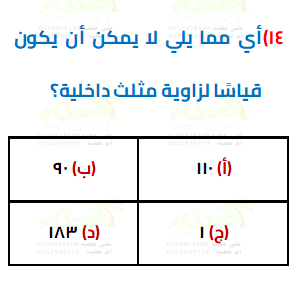 ١٤) أي مما يلي لا يمكن أن يكون
قياسًا لزاوية مثلث داخلية؟
(أ) ١١٠
(ب) ٩٠
(ج) ١
(د) ١٨٣